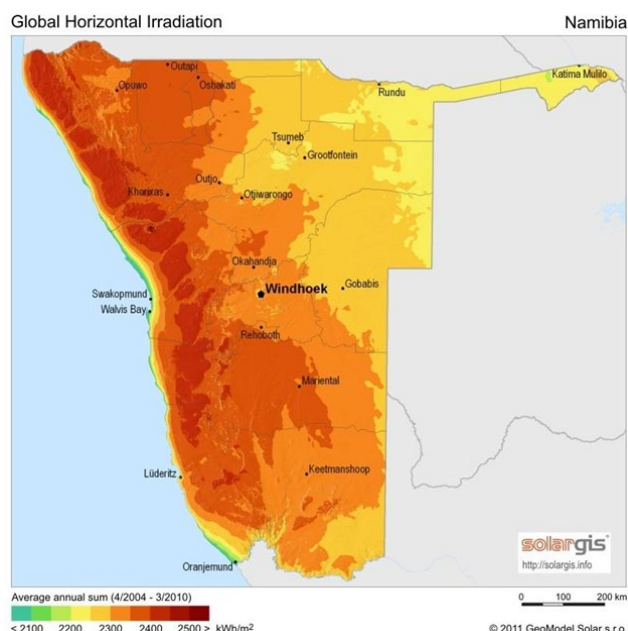 Global Horizontal Irradiation
Namibia
Outapi
Oshakati
Opuwo
Katima Mulilo
Rundu
Tsumeb
Grootfontein
Outjo
Khorixas
Otjiwarongo
Okahandja
Windhoek
Gobabis
Swakopmund
Walvis Bay
Rehoboth
Mariental
Lüderitz
Keetmanshoop
Oranjemund
solargis
http://solargis.info
Average annual sum (4/2004 - 3/2010)
< 2100 2200 2300 2400 2500 > kWh/m²
0 100 200 km
© 2011 GeoModel Solar s.r.o.